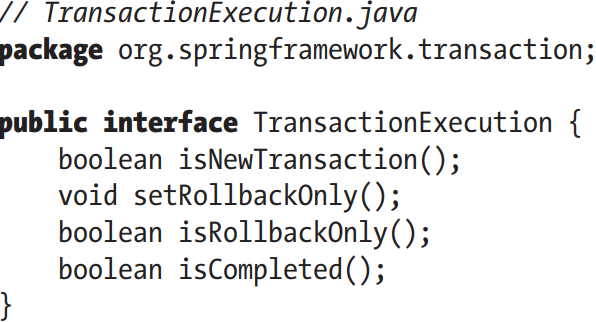 // TransactionExecution.java
package org.springframework.transaction;
public interface TransactionExecution {
boolean isNewTransaction();
void setRollbackOnly();
boolean isRollbackOnly();
boolean isCompleted();
}